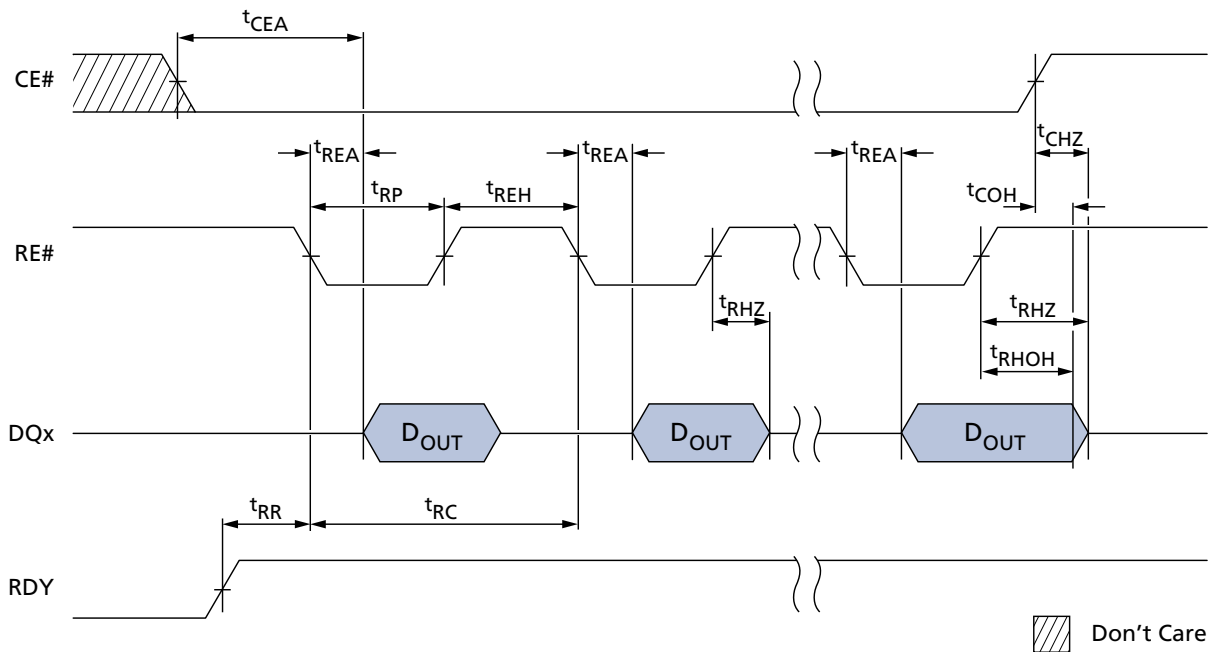 tCEA
CE#
tCHZ
tREA tREA tREA
tRP tREH tCOH
RE#
tRHZ tRHZ
tRHOH
DQx DOUT DOUT DOUT
tRR tRC
RDY
Don't Care